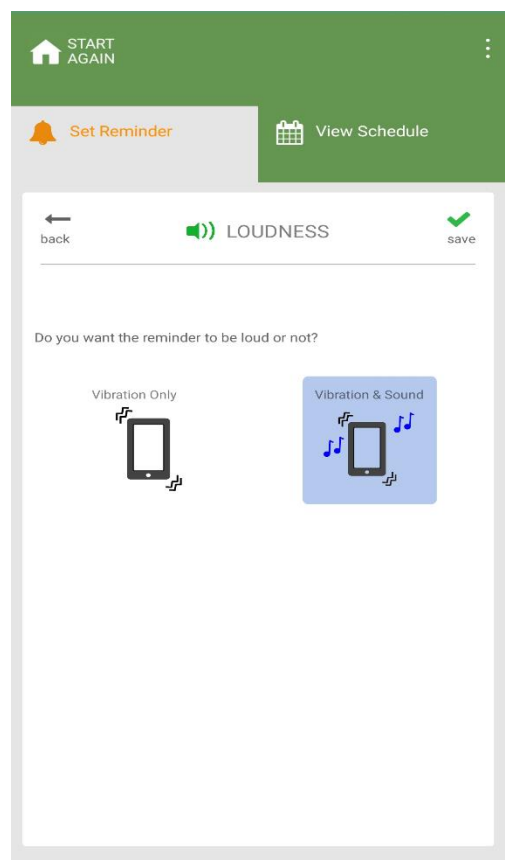 START
AGAIN
Set Reminder
View Schedule
back
LOUDNESS
save
Do you want the reminder to be loud or not?
Vibration Only
Vibration & Sound